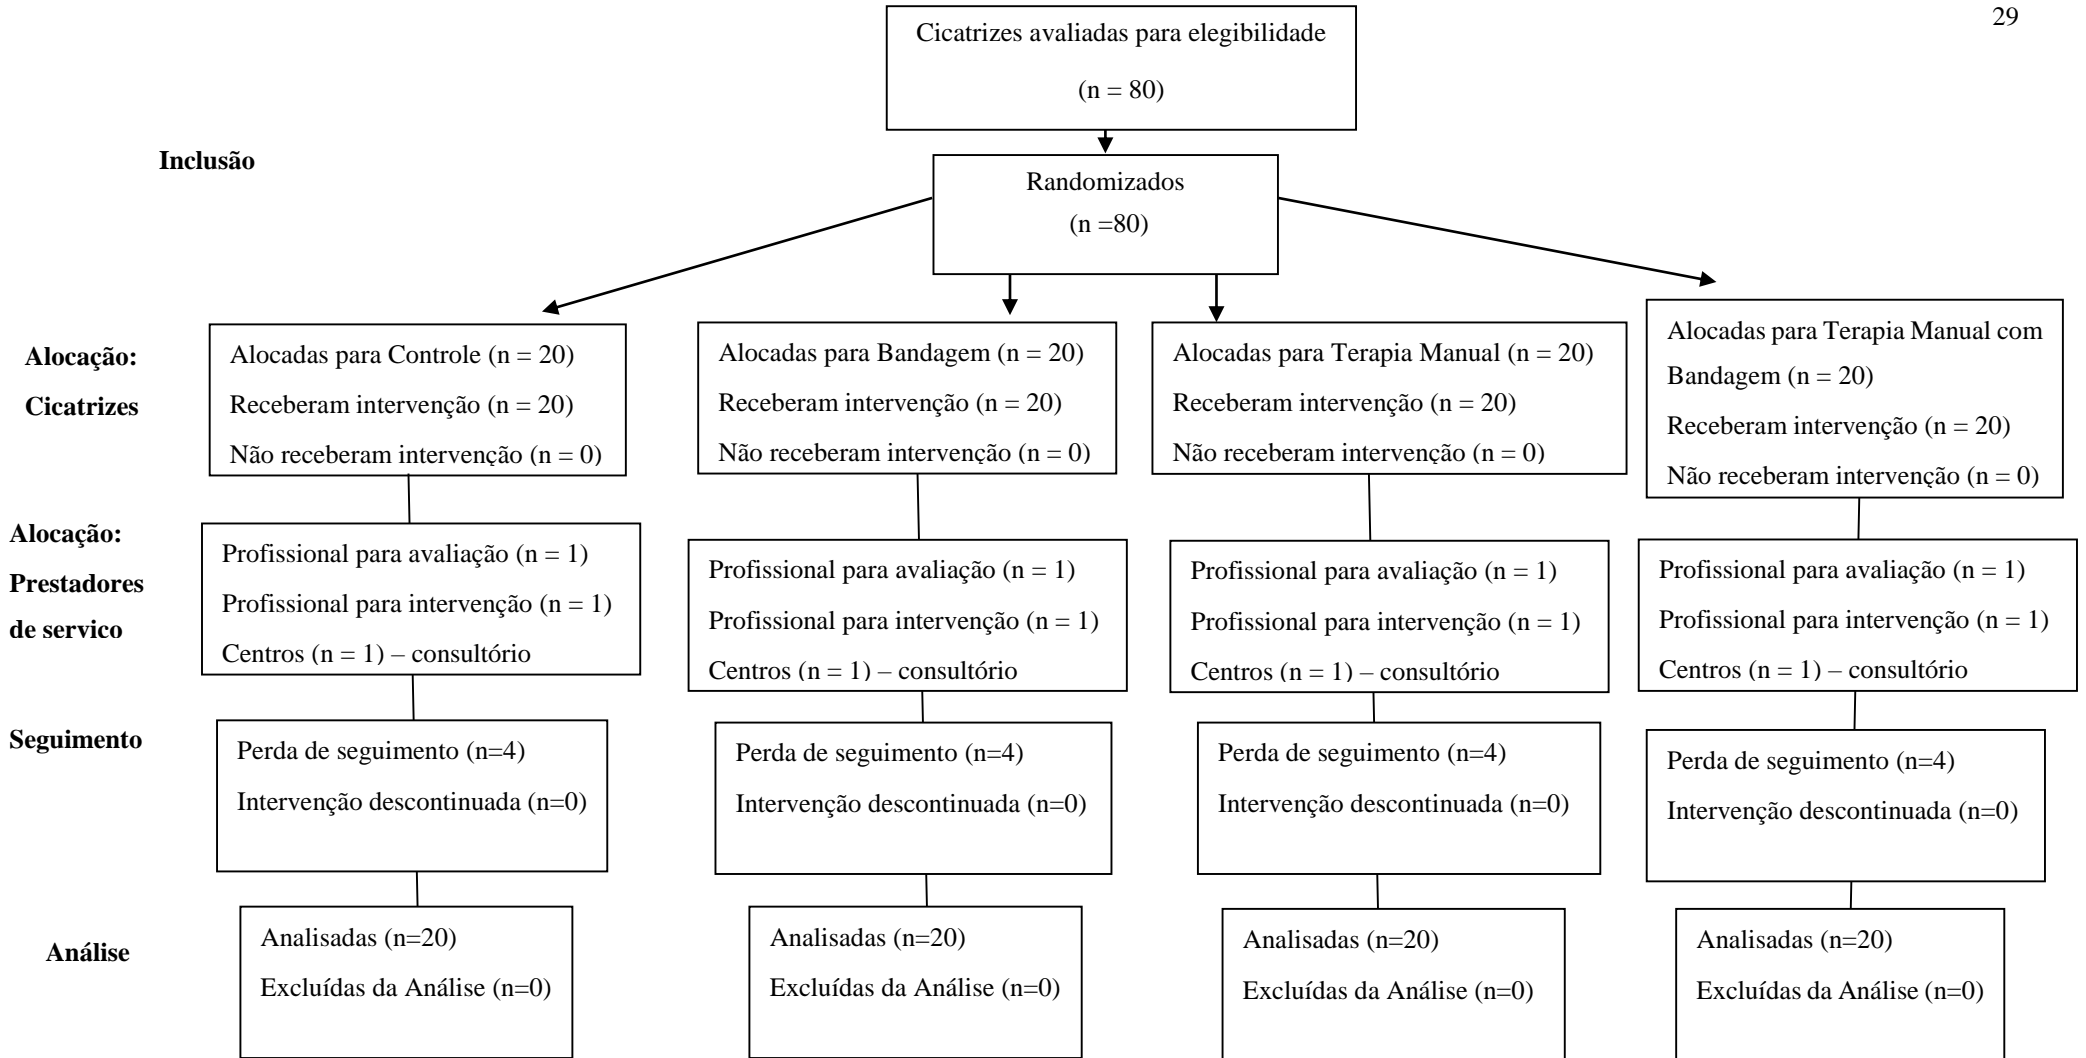 29
Cicatrizes avaliadas para elegibilidade
(n = 80)
Inclusão
Randomizados
(n =80)
Alocação:
Cicatrizes
Alocadas para Controle (n = 20)
Receberam intervenção (n = 20)
Não receberam intervenção (n = 0)
Alocadas para Bandagem (n = 20)
Receberam intervenção (n = 20)
Não receberam intervenção (n = 0)
Alocadas para Terapia Manual (n = 20)
Receberam intervenção (n = 20)
Não receberam intervenção (n = 0)
Alocadas para Terapia Manual com
Bandagem (n = 20)
Receberam intervenção (n = 20)
Não receberam intervenção (n = 0)
Alocação:
Prestadores
de servico
Profissional para avaliação (n = 1)
Profissional para intervenção (n = 1)
Centros (n = 1) – consultório
Profissional para avaliação (n = 1)
Profissional para intervenção (n = 1)
Centros (n = 1) – consultório
Profissional para avaliação (n = 1)
Profissional para intervenção (n = 1)
Centros (n = 1) – consultório
Profissional para avaliação (n = 1)
Profissional para intervenção (n = 1)
Centros (n = 1) – consultório
Seguimento
Perda de seguimento (n=4)
Intervenção descontinuada (n=0)
Perda de seguimento (n=4)
Intervenção descontinuada (n=0)
Perda de seguimento (n=4)
Intervenção descontinuada (n=0)
Perda de seguimento (n=4)
Intervenção descontinuada (n=0)
Análise
Analisadas (n=20)
Excluídas da Análise (n=0)
Analisadas (n=20)
Excluídas da Análise (n=0)
Analisadas (n=20)
Excluídas da Análise (n=0)
Analisadas (n=20)
Excluídas da Análise (n=0)